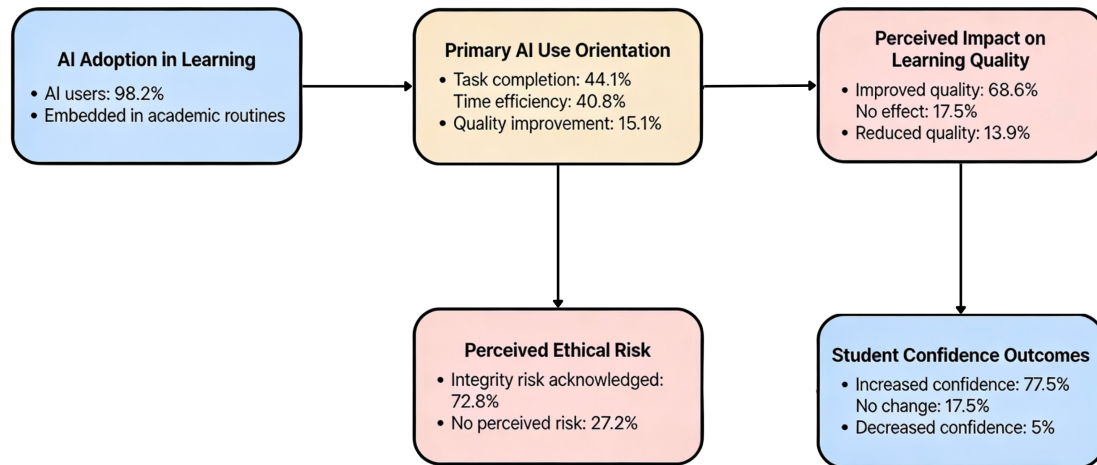 AI Adoption in Learning
• AI users: 98.2%
• Embedded in academic routines
Primary AI Use Orientation
• Task completion: 44.1%
Time efficiency: 40.8%
• Quality improvement: 15.1%
Perceived Impact on
Learning Quality
• Improved quality: 68.6%
No effect: 17.5%
• Reduced quality: 13.9%
Perceived Ethical Risk
• Integrity risk acknowledged:
72.8%
• No perceived risk: 27.2%
Student Confidence Outcomes
• Increased confidence: 77.5%
No change: 17.5%
• Decreased confidence: 5%